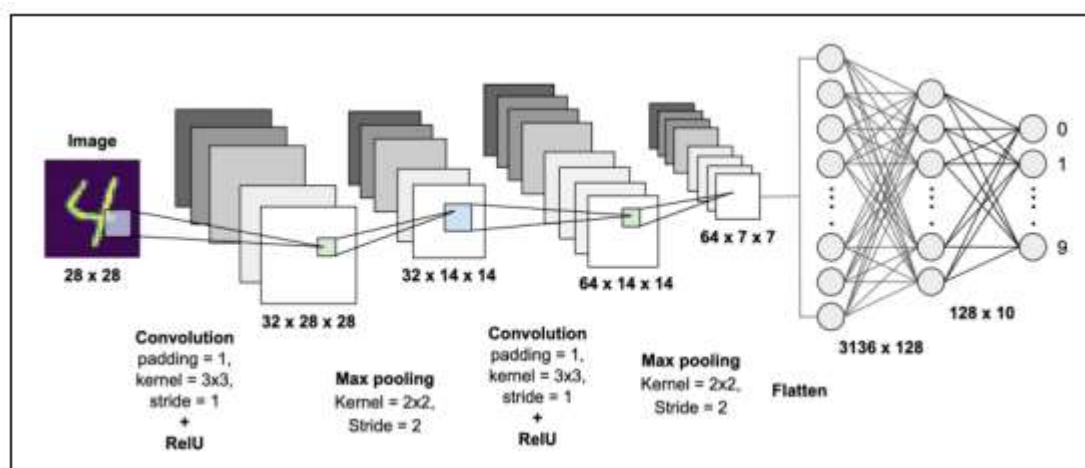 Image
28 x 28
32 x 28 x 28
Convolution
padding = 1,
kernel = 3x3,
stride = 1
+
RelU
32 x 14 x 14
Max pooling
Kernel = 2x2,
Stride = 2
64 x 14 x 14
Convolution
padding = 1,
kernel = 3x3,
stride = 1
+
RelU
64 x 7 x 7
Max pooling
Kernel = 2x2,
Stride = 2
Flatten
3136 x 128
128 x 10
0
1
9